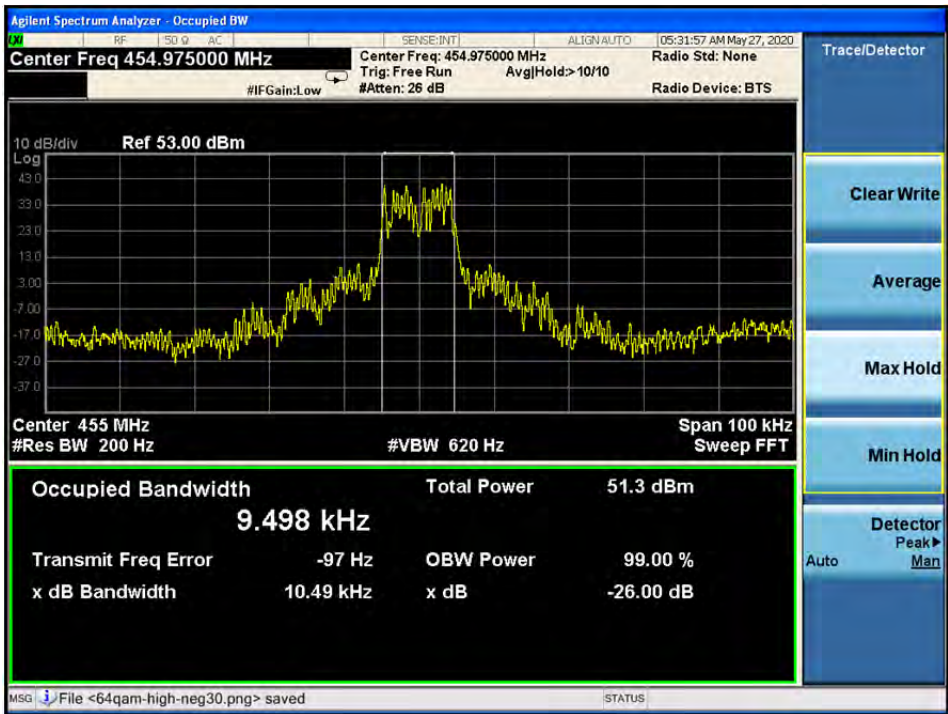 Agilent Spectrum Analyzer - Occupied BW
LXI RF 50 Ω AC SENSE:INT ALIGN AUTO 05:31:57 AM May 27, 2020
Center Freq 454.975000 MHz
Center Freq: 454.975000 MHz
Radio Std: None
Trig: Free Run Avg|Hold:>10/10
#IFGain:Low
#Atten: 26 dB
Radio Device: BTS
10 dB/div Ref 53.00 dBm
Log
43.0
33.0
23.0
13.0
3.00
-7.00
-17.0
-27.0
-37.0
Center 455 MHz
Span 100 kHz
#Res BW 200 Hz
#VBW 620 Hz
Sweep FFT
Occupied Bandwidth
Total Power 51.3 dBm
9.498 kHz
Transmit Freq Error -97 Hz
OBW Power 99.00 %
x dB Bandwidth 10.49 kHz
x dB -26.00 dB
Trace/Detector
Clear Write
Average
Max Hold
Min Hold
Detector
Peak▶
Auto Man
MSG File <64qam-high-neg30.png> saved
STATUS